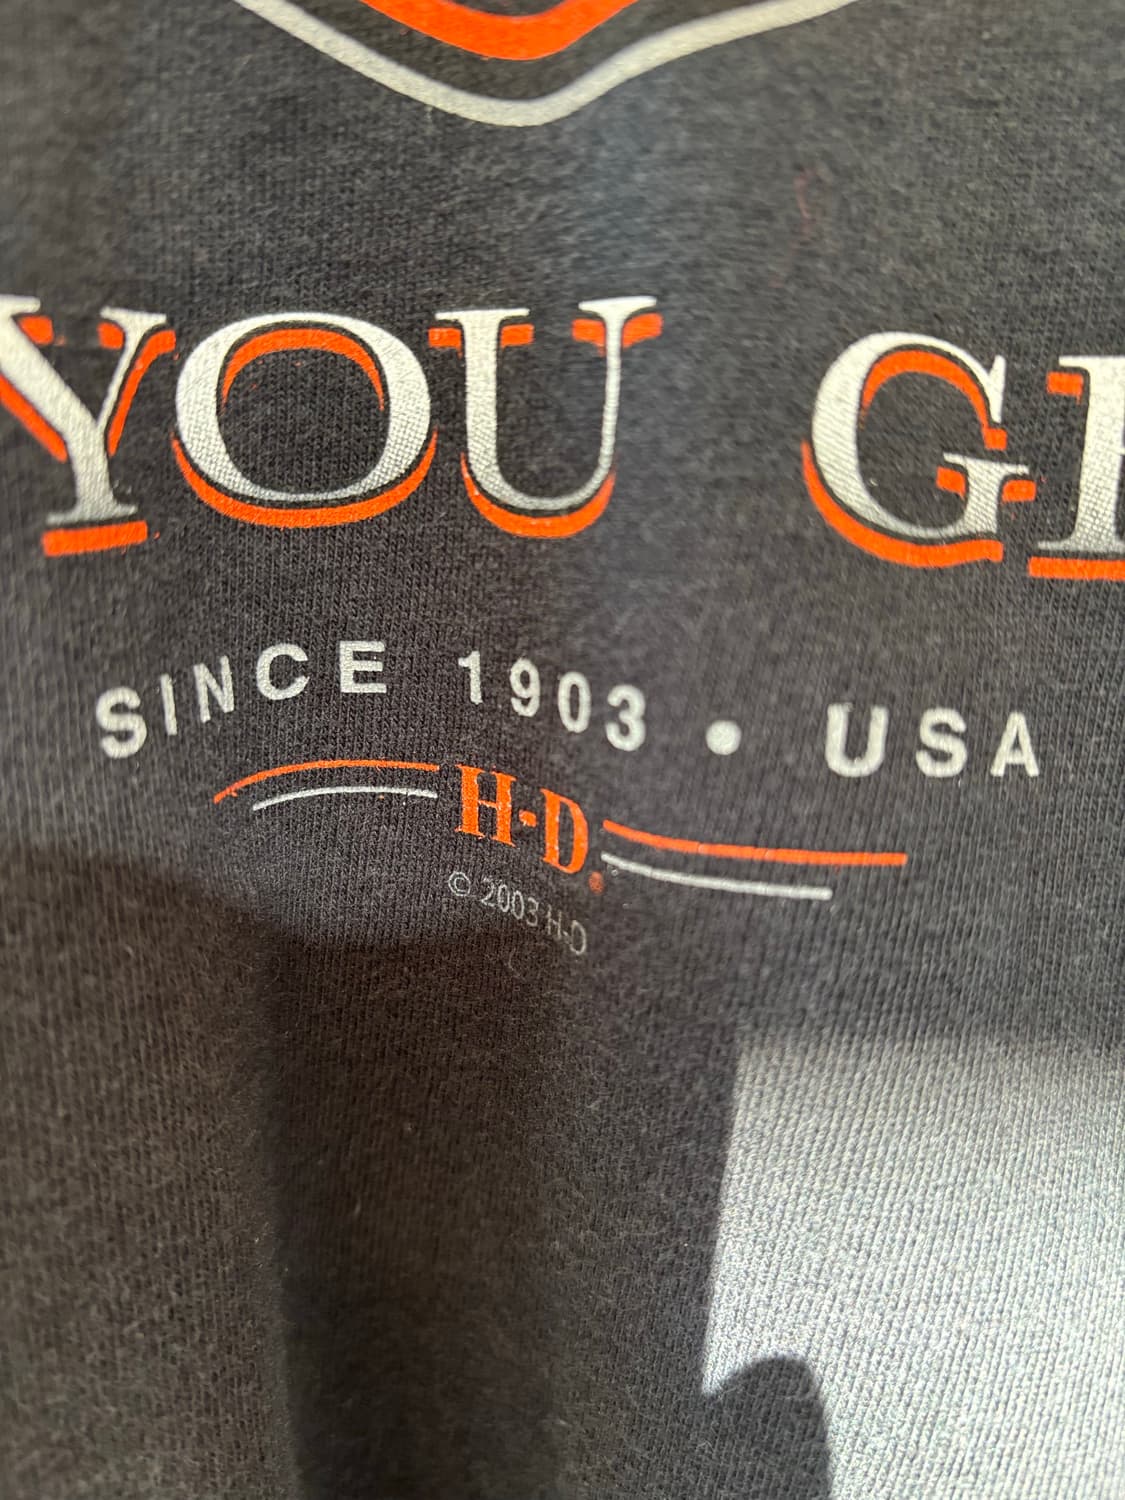 YOU
SINCE 1903 • USA
H-D®
© 2003 H-D